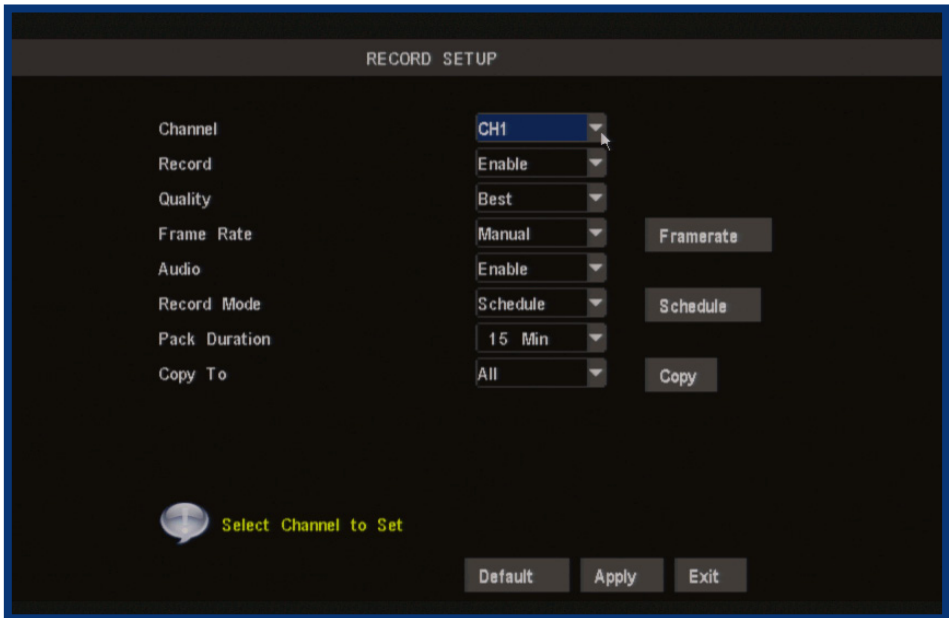 RECORD SETUP
Channel CH1
Record Enable
Quality Best
Frame Rate Manual Framerate
Audio Enable
Record Mode Schedule Schedule
Pack Duration 15 Min
Copy To All Copy
Select Channel to Set
Default Apply Exit